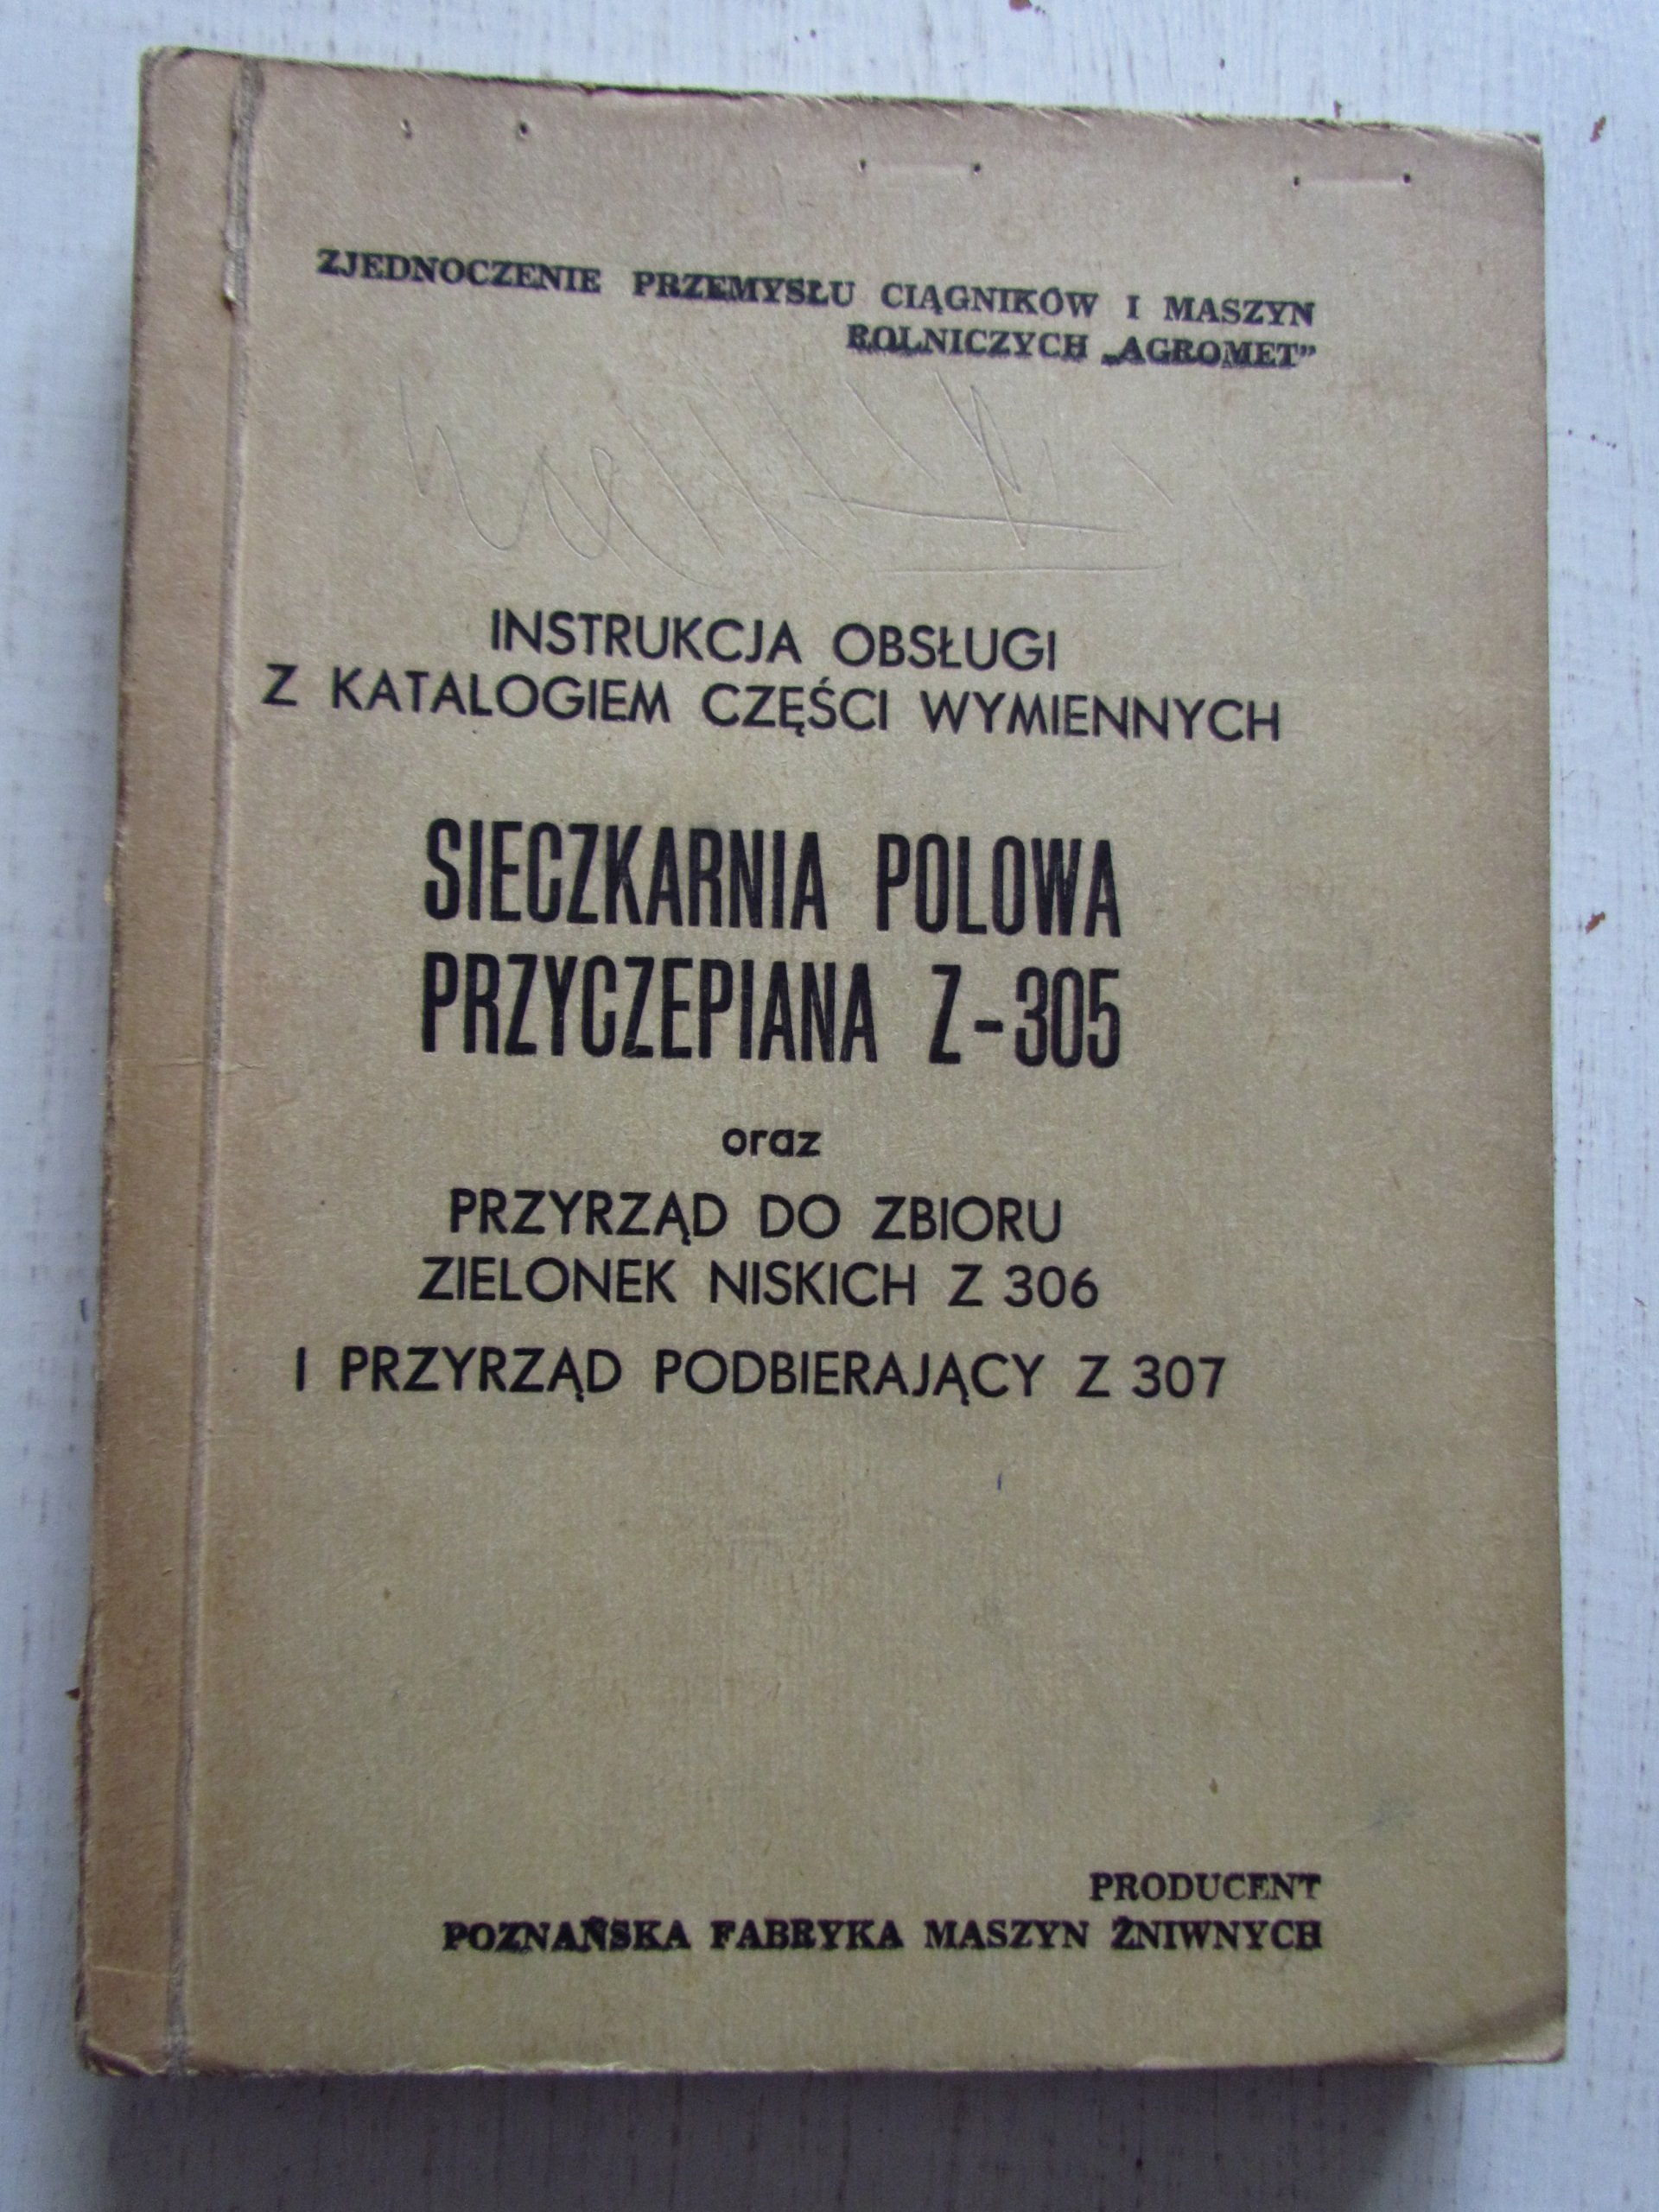 ZJEDNOCZENIE PRZEMYSŁU CIĄGNIKÓW I MASZYN
ROLNICZYCH „AGROMET”
INSTRUKCJA OBSŁUGI
Z KATALOGIEM CZĘŚCI WYMIENNYCH
SIECZKARNIA POLOWA
PRZYCZEPIANA Z-305
oraz
PRZYRZĄD DO ZBIORU
ZIELONEK NISKICH Z 306
I PRZYRZĄD PODBIERAJĄCY Z 307
PRODUCENT
POZNAŃSKA FABRYKA MASZYN ŻNIWNYCH